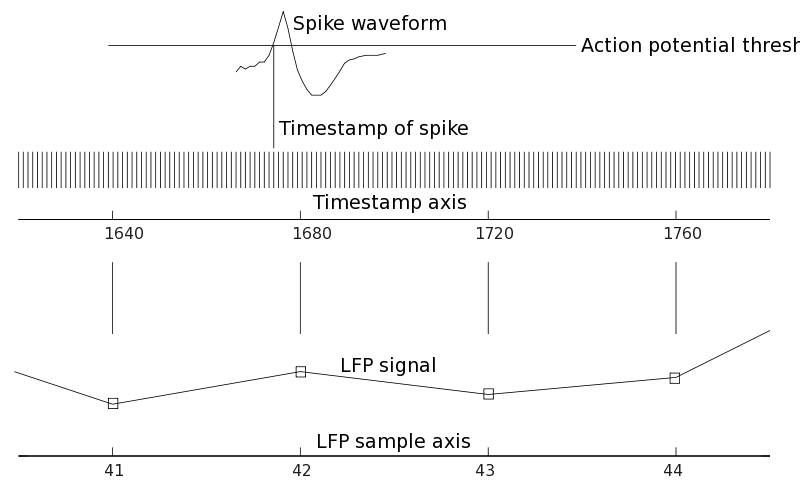 Spike waveform
Action potential thresh
Timestamp of spike
Timestamp axis
1640 1680 1720 1760
LFP signal
LFP sample axis
41 42 43 44